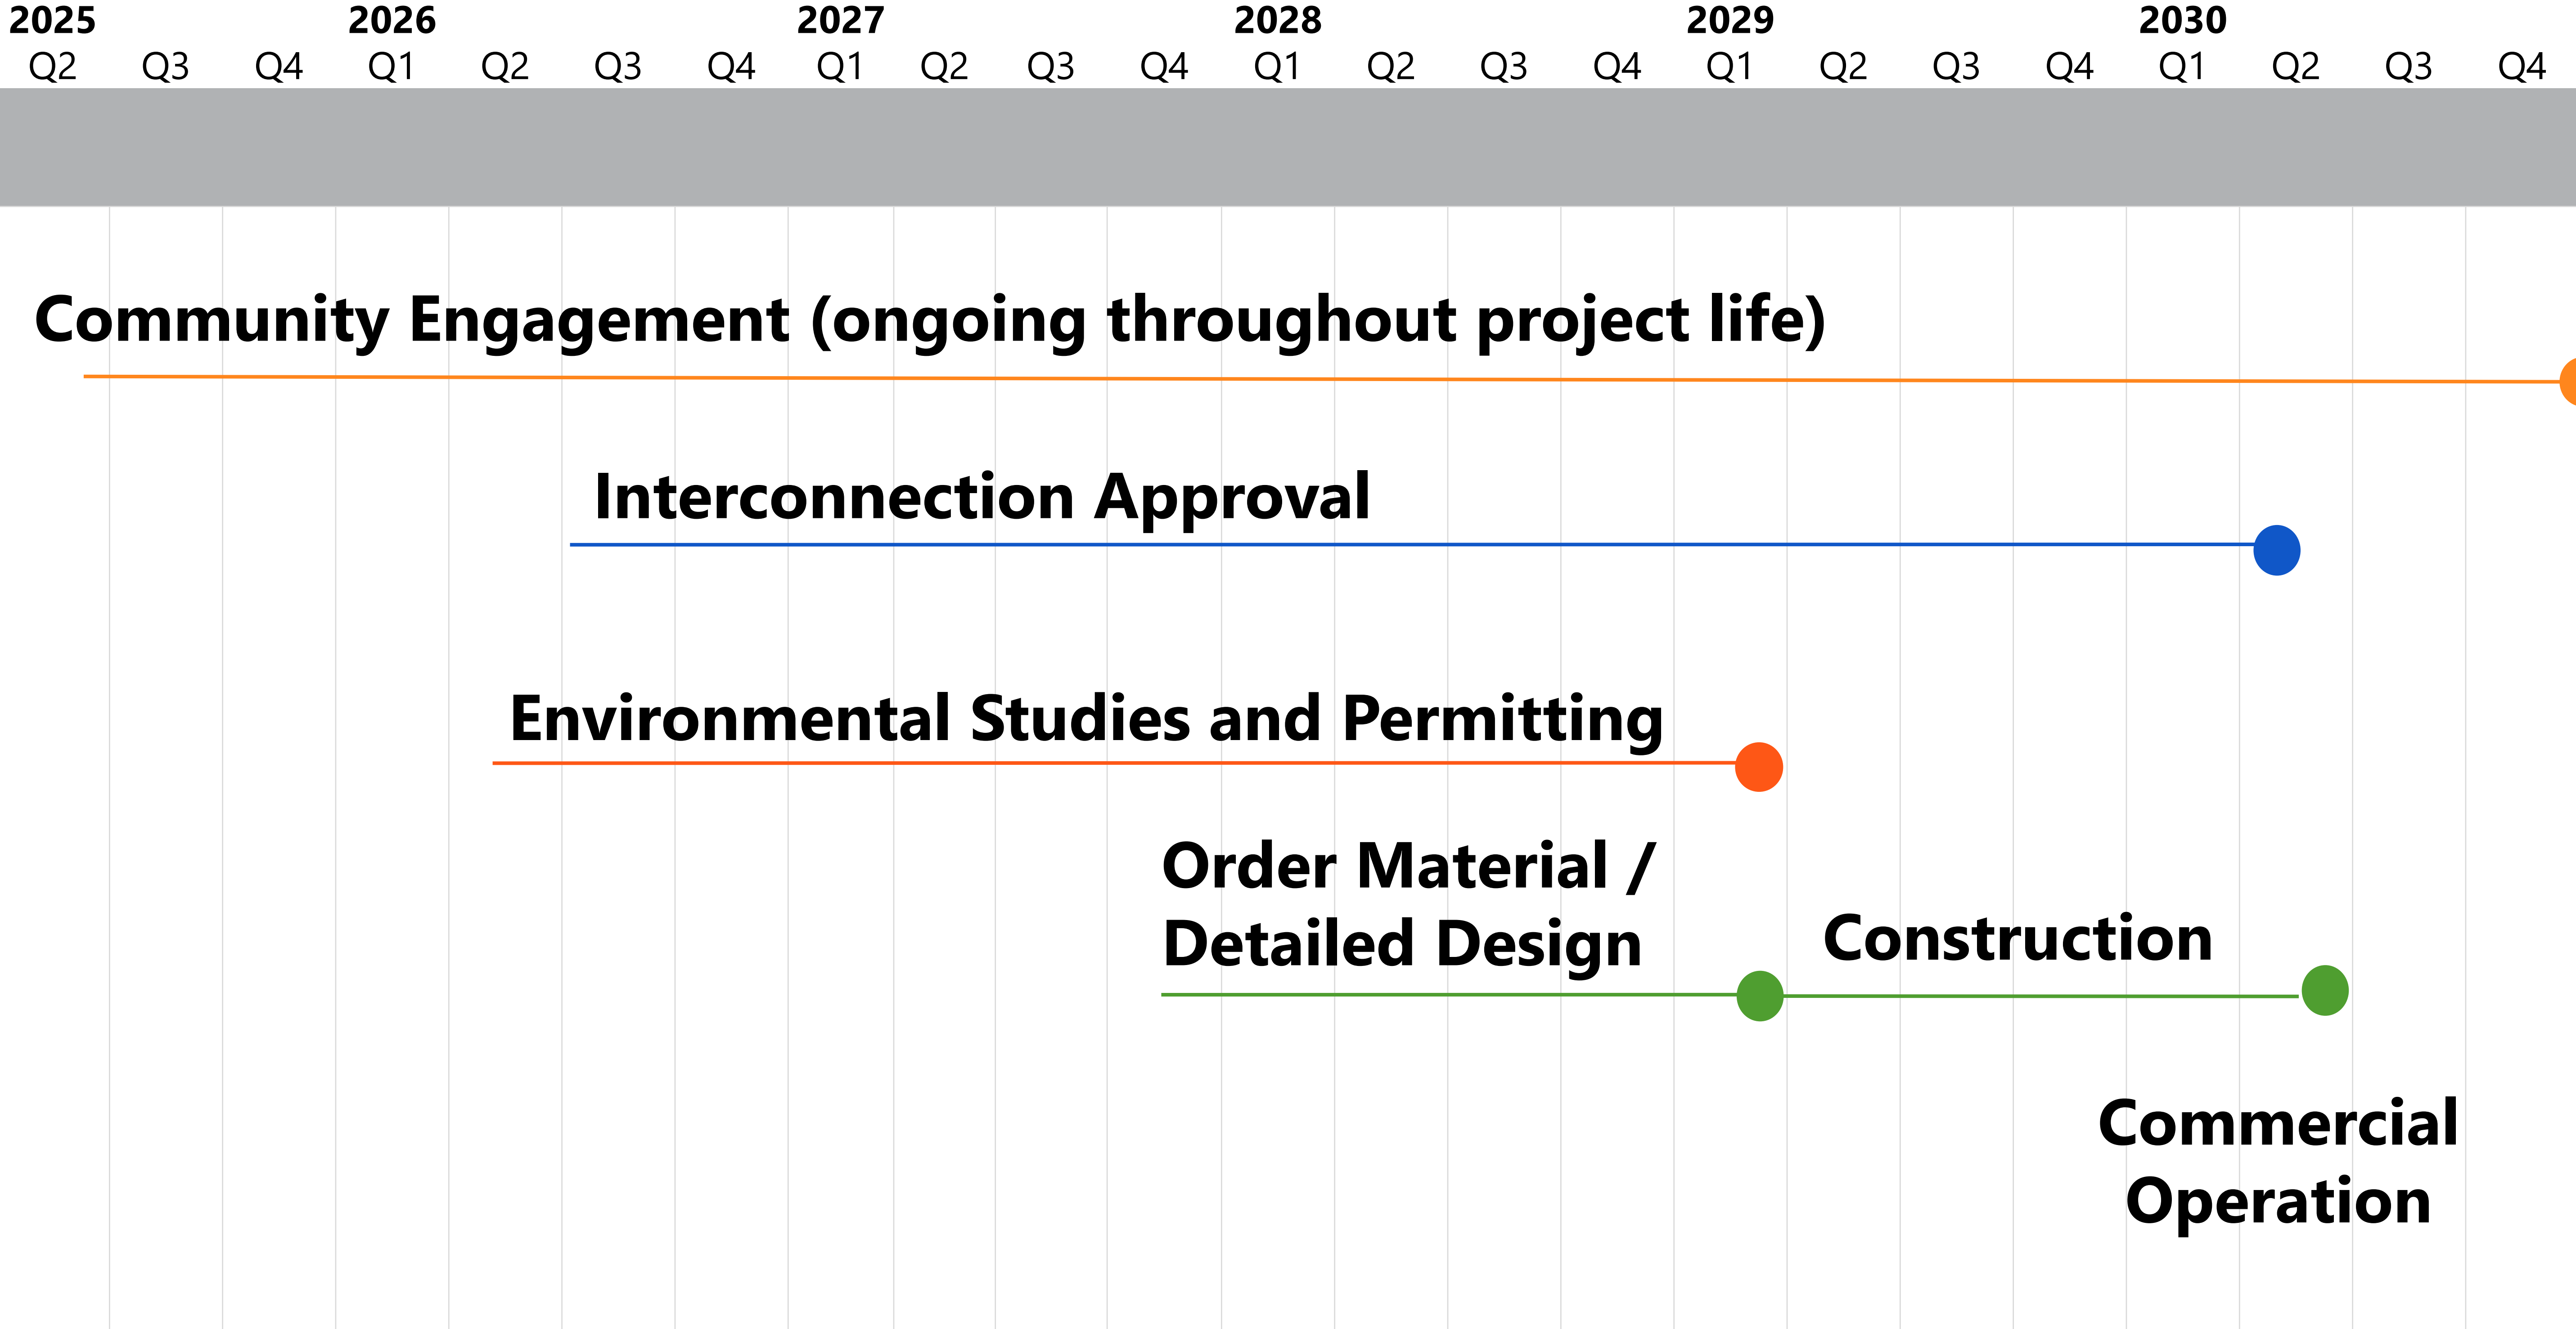 2025 2026 2027 2028 2029 2030
Q2 Q3 Q4 Q1 Q2 Q3 Q4 Q1 Q2 Q3 Q4 Q1 Q2 Q3 Q4 Q1 Q2 Q3 Q4 Q1 Q2 Q3 Q4
Community Engagement (ongoing throughout project life)
Interconnection Approval
Environmental Studies and Permitting
Order Material /
Detailed Design
Construction
Commercial
Operation